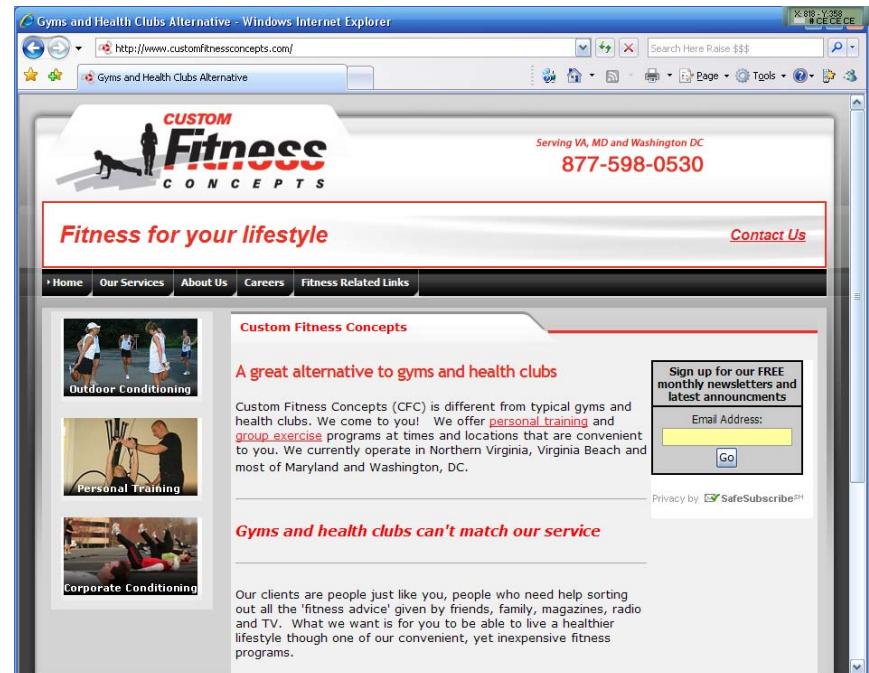 Gyms and Health Clubs Alternative - Windows Internet Explorer
X: 818 - Y: 358
# CECECE
http://www.customfitnessconcepts.com/
Search Here Raise $$$
Gyms and Health Clubs Alternative
Page
Tools
CUSTOM
Fitness
CONCEPTS
Serving VA, MD and Washington DC
877-598-0530
Fitness for your lifestyle
Contact Us
Home Our Services About Us Careers Fitness Related Links
Outdoor Conditioning
Personal Training
Corporate Conditioning
Custom Fitness Concepts
A great alternative to gyms and health clubs
Custom Fitness Concepts (CFC) is different from typical gyms and
health clubs. We come to you! We offer personal training and
group exercise programs at times and locations that are convenient
to you. We currently operate in Northern Virginia, Virginia Beach and
most of Maryland and Washington, DC.
Gyms and health clubs can't match our service
Our clients are people just like you, people who need help sorting
out all the 'fitness advice' given by friends, family, magazines, radio
and TV. What we want is for you to be able to live a healthier
lifestyle though one of our convenient, yet inexpensive fitness
programs.
Sign up for our FREE
monthly newsletters and
latest announcments
Email Address:
Go
Privacy by SafeSubscribe SM